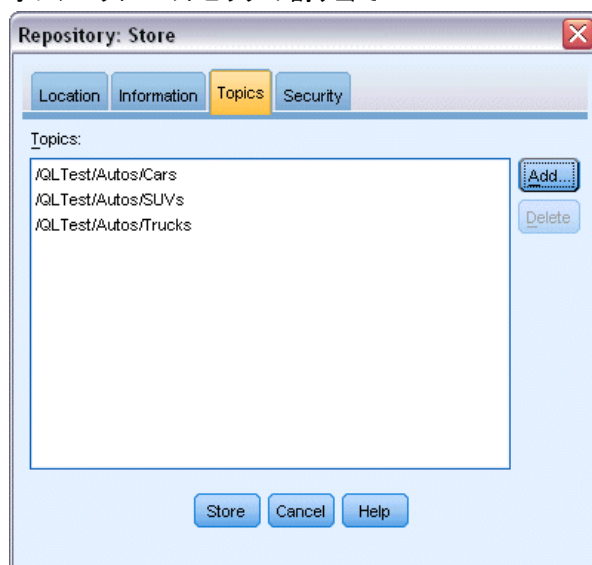 Repository: Store
Location Information Topics Security
Topics:
/QLTest/Autos/Cars
/QLTest/Autos/SUVs
/QLTest/Autos/Trucks
Add...
Delete
Store Cancel Help